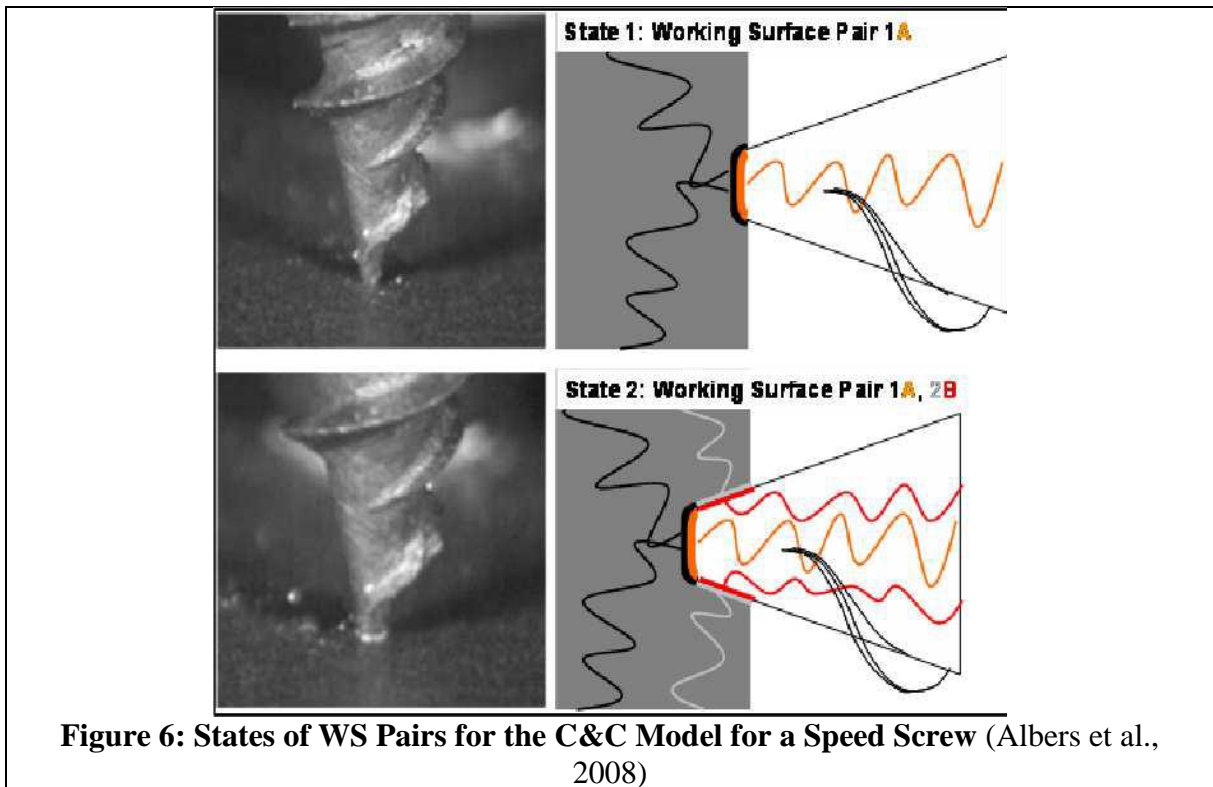 State 1: Working Surface Pair 1A
State 2: Working Surface Pair 1A, 2B
Figure 6: States of WS Pairs for the C&C Model for a Speed Screw (Albers et al.,
2008)